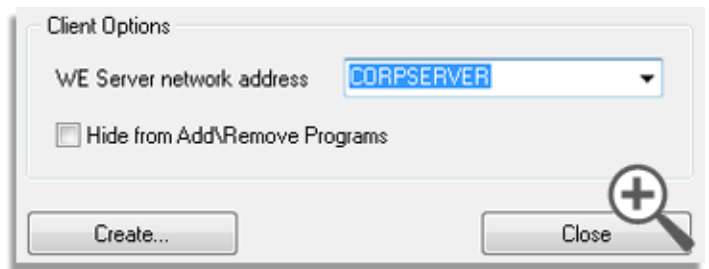 Client Options
WE Server network address CORPSERVER
Hide from Add\Remove Programs
Create... Close